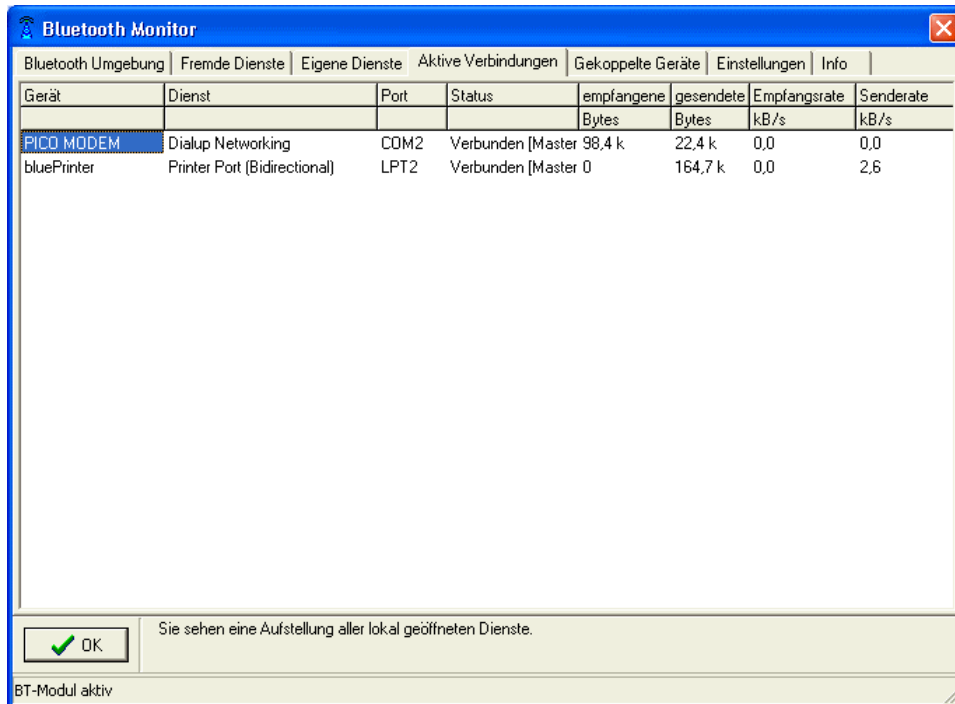 Bluetooth Monitor
Bluetooth Umgebung Fremde Dienste Eigene Dienste Aktive Verbindungen Gekoppelte Geräte Einstellungen Info
Gerät Dienst Port Status empfangene gesendete Empfangsrate Senderate
Bytes Bytes kB/s kB/s
PICO MODEM Dialup Networking COM2 Verbunden [Master 98,4 k 22,4 k 0,0 0,0
bluePrinter Printer Port (Bidirectional) LPT2 Verbunden [Master 0 164,7 k 0,0 2,6
Sie sehen eine Aufstellung aller lokal geöffneten Dienste.
OK
BT-Modul aktiv